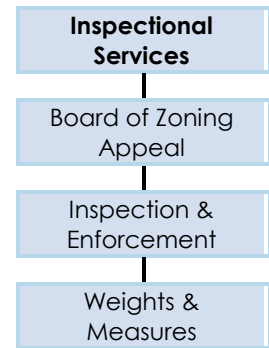 Inspectional
Services
Board of Zoning
Appeal
Inspection &
Enforcement
Weights &
Measures